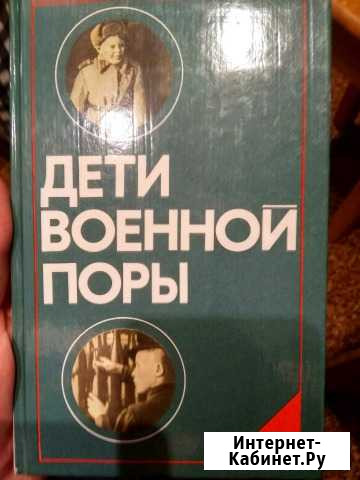 ДЕТИ
ВОЕННОЙ
ПОРЫ
Интернет-
Кабинет.Ру